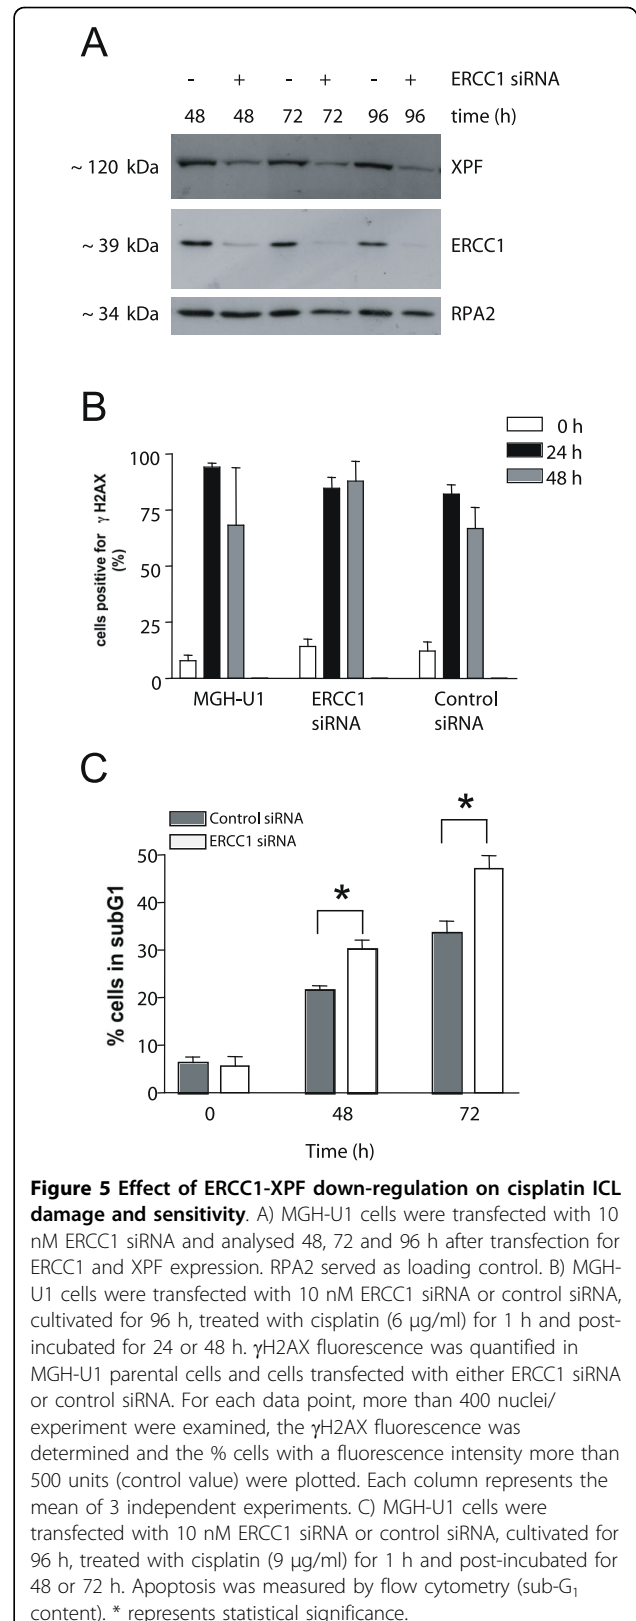 A
- + - + - + ERCC1 siRNA
48 48 72 72 96 96 time (h)
~ 120 kDa XPF
~ 39 kDa ERCC1
~ 34 kDa RPA2
B
0 h
24 h
48 h
cells positive for γ H2AX
(%)
100
75
50
25
0
MGH-U1 ERCC1 Control
siRNA siRNA
C
Control siRNA
ERCC1 siRNA
* *
% cells in subG1
50
40
30
20
10
0
0 48 72
Time (h)
Figure 5 Effect of ERCC1-XPF down-regulation on cisplatin ICL
damage and sensitivity. A) MGH-U1 cells were transfected with 10
nM ERCC1 siRNA and analysed 48, 72 and 96 h after transfection for
ERCC1 and XPF expression. RPA2 served as loading control. B) MGH-
U1 cells were transfected with 10 nM ERCC1 siRNA or control siRNA,
cultivated for 96 h, treated with cisplatin (6 μg/ml) for 1 h and post-
incubated for 24 or 48 h. γH2AX fluorescence was quantified in
MGH-U1 parental cells and cells transfected with either ERCC1 siRNA
or control siRNA. For each data point, more than 400 nuclei/
experiment were examined, the γH2AX fluorescence was
determined and the % cells with a fluorescence intensity more than
500 units (control value) were plotted. Each column represents the
mean of 3 independent experiments. C) MGH-U1 cells were
transfected with 10 nM ERCC1 siRNA or control siRNA, cultivated for
96 h, treated with cisplatin (9 μg/ml) for 1 h and post-incubated for
48 or 72 h. Apoptosis was measured by flow cytometry (sub-G₁
content). * represents statistical significance.